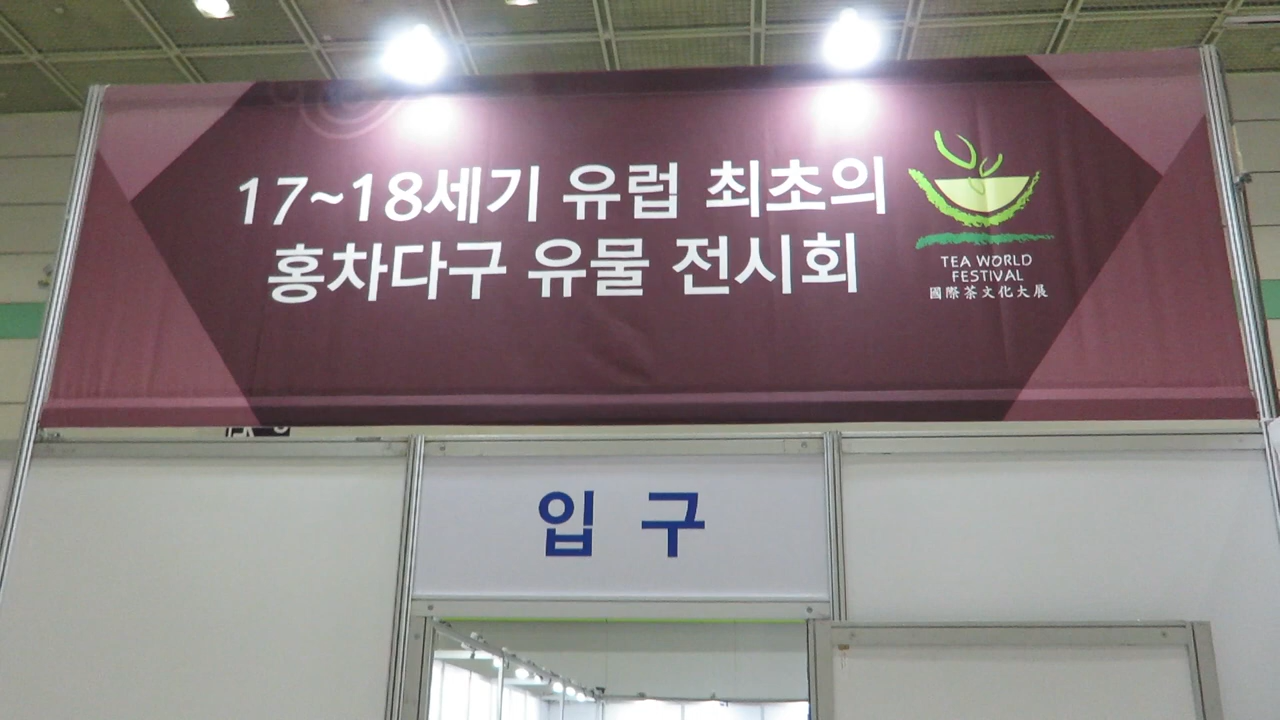 17~18세기 유럽 최초의
홍차다구 유물 전시회
TEA WORLD
FESTIVAL
國際茶文化大展
입 구